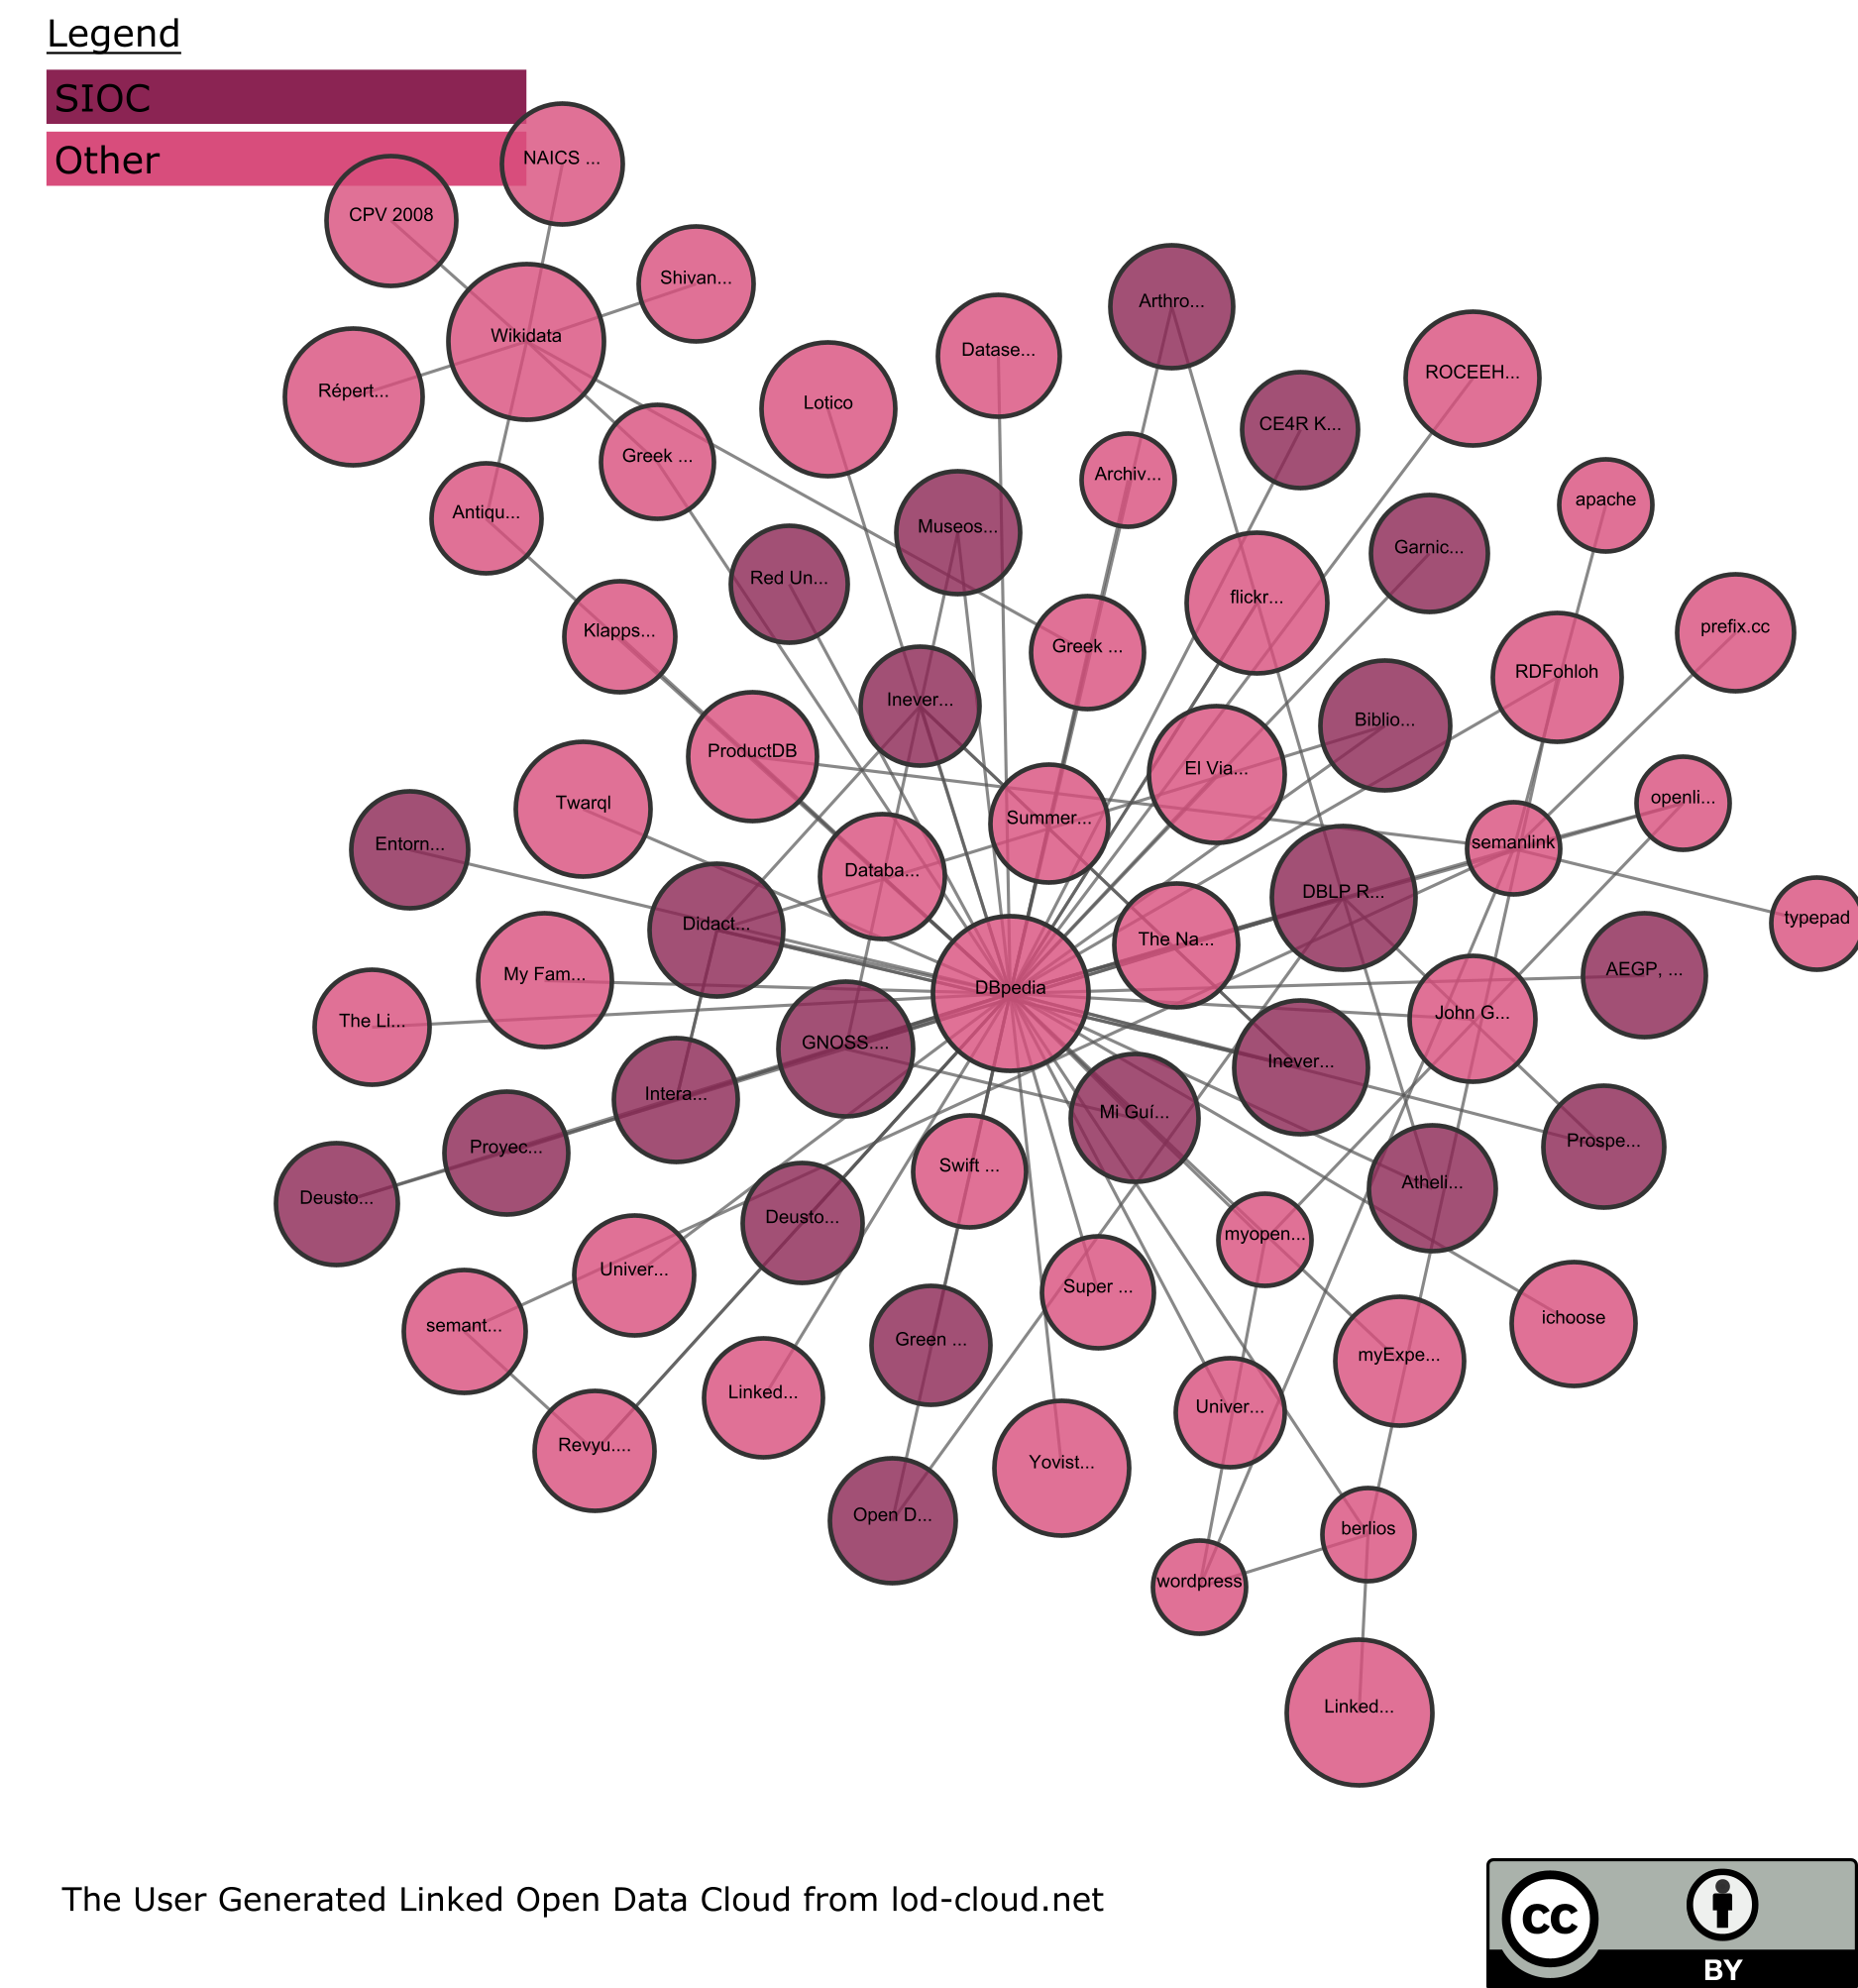 Legend
SIOC
Other
NAICS ...
CPV 2008
Shivan...
Wikidata
Arthro...
Datase...
ROCEEH...
Répert...
Lotico
CE4R K...
Greek ...
Archiv...
apache
Antiqu...
Museos...
Garnic...
Red Un...
flickr...
Klapps...
prefix.cc
Greek ...
RDFohloh
Inever...
Biblio...
ProductDB
El Via...
Twarql
openli...
Summer...
Entorn...
semanlink
Databa...
DBLP R...
typepad
Didact...
The Na...
My Fam...
AEGP, ...
DBpedia
The Li...
John G...
GNOSS....
Inever...
Intera...
Mi Guí...
Proyec...
Prospe...
Swift ...
Atheli...
Deusto...
Deusto...
myopen...
Univer...
Super ...
ichoose
semant...
Green ...
myExpe...
Linked...
Univer...
Revyu....
Yovist...
Open D...
berlios
wordpress
Linked...
The User Generated Linked Open Data Cloud from lod-cloud.net
cc
BY